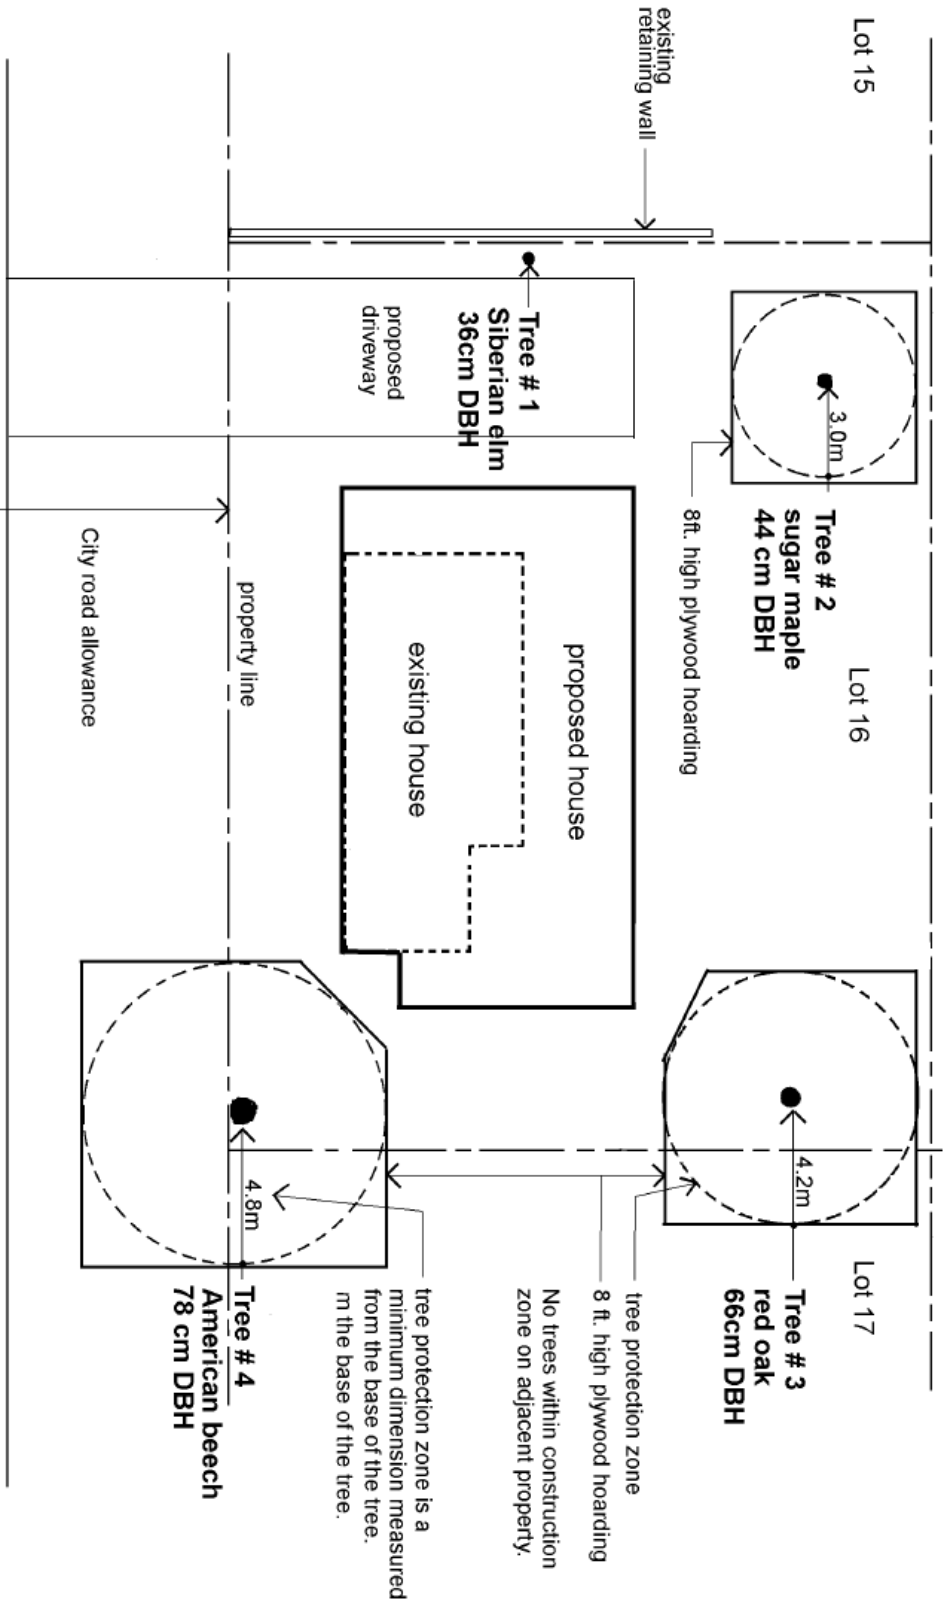 Lot 15
Lot 16
Lot 17
existing
retaining wall
Tree # 2
sugar maple
44 cm DBH
3.0m
8ft. high plywood hoarding
Tree # 3
red oak
66cm DBH
4.2m
tree protection zone
8 ft. high plywood hoarding
No trees within construction
zone on adjacent property.
Tree # 1
Siberian elm
36cm DBH
proposed
driveway
proposed house
existing house
tree protection zone is a
minimum dimension measured
from the base of the tree.
m the base of the tree.
4.8m
Tree # 4
American beech
78 cm DBH
property line
City road allowance